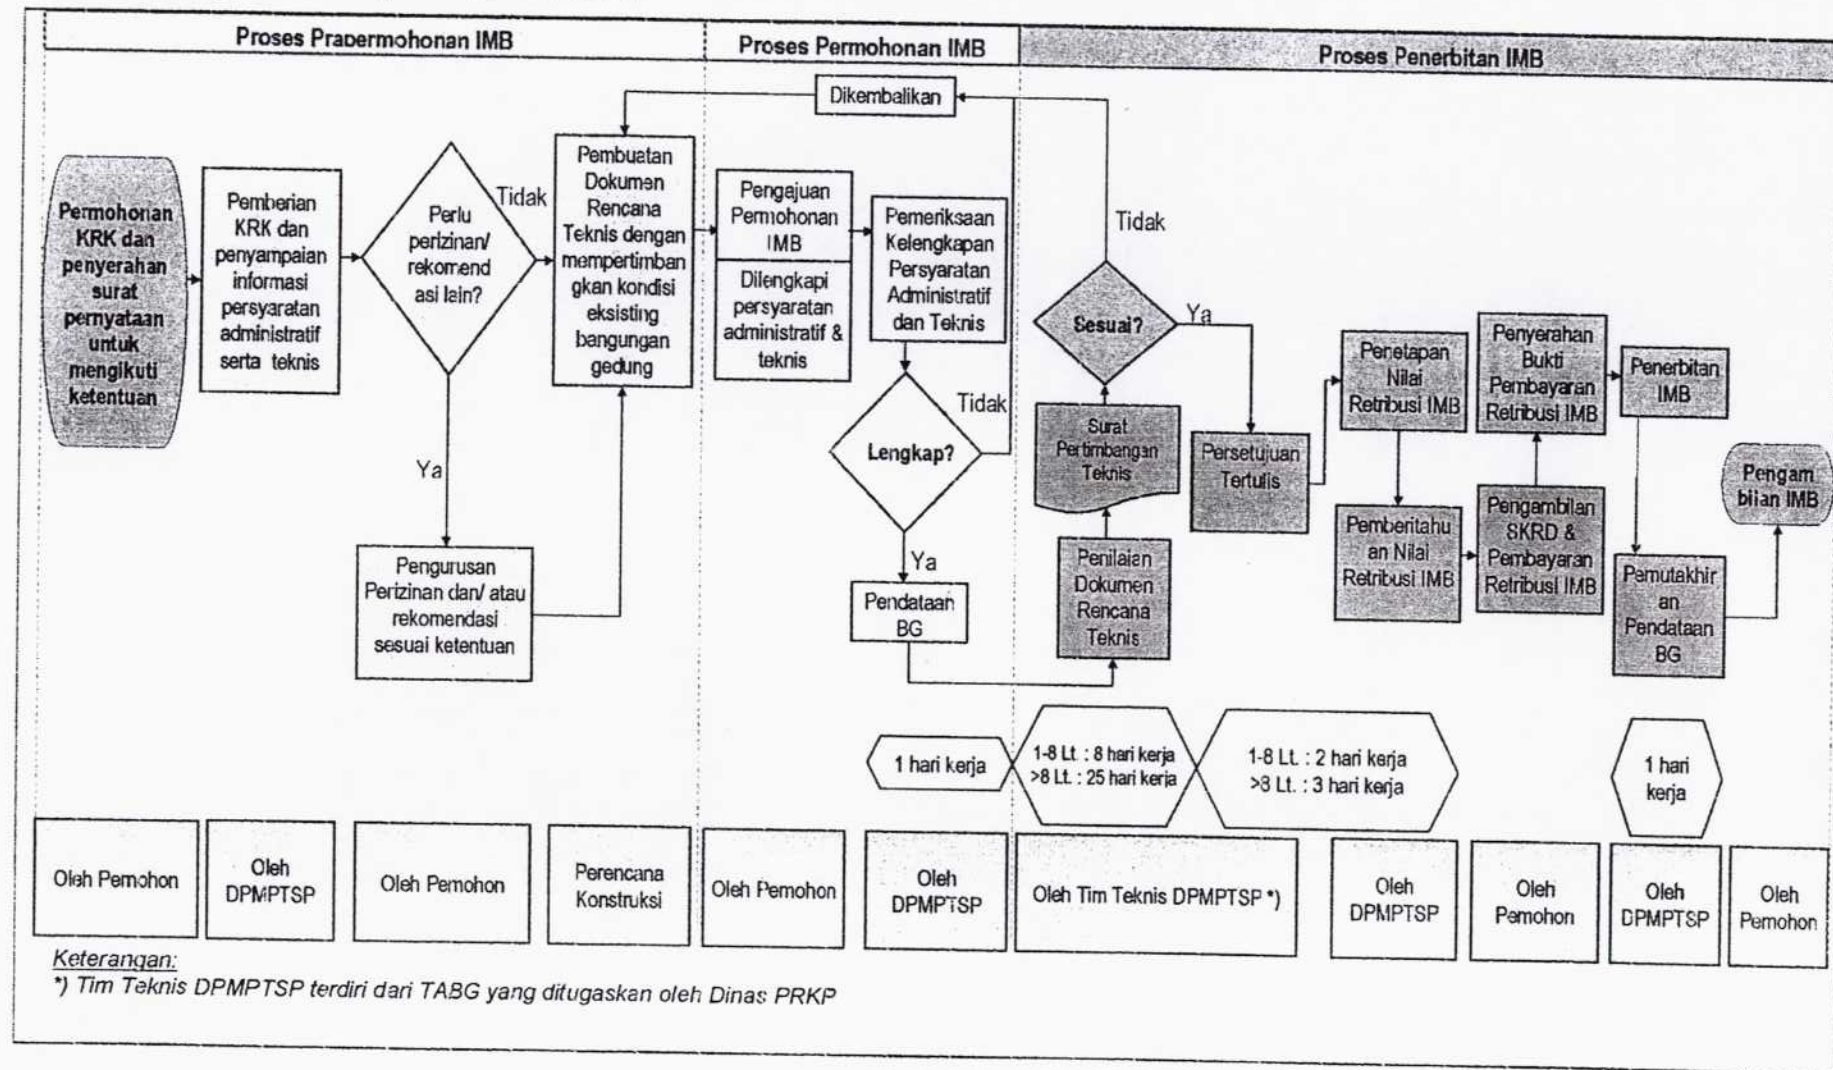 Proses Prapermohonan IMB
Proses Permohonan IMB
Proses Penerbitan IMB
Dikembalikan
Permohonan
KRK dan
penyerahan
surat
pernyataan
untuk
mengikuti
ketentuan
Pemberian
KRK dan
penyampaian
informasi
persyaratan
administratif
serta teknis
Perlu
perizinan/
rekomend
asi lain?
Tidak
Ya
Pengurusan
Perizinan dan/ atau
rekomendasi
sesuai ketentuan
Pembuatan
Dokumen
Rencana
Teknis dengan
mempertimban
gkan kondisi
eksisting
bangungan
gedung
Pengajuan
Permohonan
IMB
Dilengkapi
persyaratan
administratif &
teknis
Pemeriksaan
Kelengkapan
Persyaratan
Administratif
dan Teknis
Lengkap?
Tidak
Ya
Pendataan
BG
Tidak
Sesuai?
Ya
Surat
Pertimbangan
Teknis
Penilaian
Dokumen
Rencana
Teknis
Persetujuan
Tertulis
Penetapan
Nilai
Retribusi IMB
Pemberitahu
an Nilai
Retribusi IMB
Penyerahan
Bukti
Pembayaran
Retribusi IMB
Pengambilan
SKRD &
Pembayaran
Retribusi IMB
Penerbitan
IMB
Pemutakhir
an
Pendataan
BG
Pengam
bilan IMB
1 hari kerja
1-8 Lt. : 8 hari kerja
>8 Lt. : 25 hari kerja
1-8 Lt. : 2 hari kerja
>8 Lt. : 3 hari kerja
1 hari
kerja
Oleh Pemohon
Oleh
DPMPTSP
Oleh Pemohon
Perencana
Konstruksi
Oleh Pemohon
Oleh
DPMPTSP
Oleh Tim Teknis DPMPTSP *)
Oleh
DPMPTSP
Oleh
Pemohon
Oleh
DPMPTSP
Oleh
Pemohon
Keterangan:
*) Tim Teknis DPMPTSP terdiri dari TABG yang ditugaskan oleh Dinas PRKP